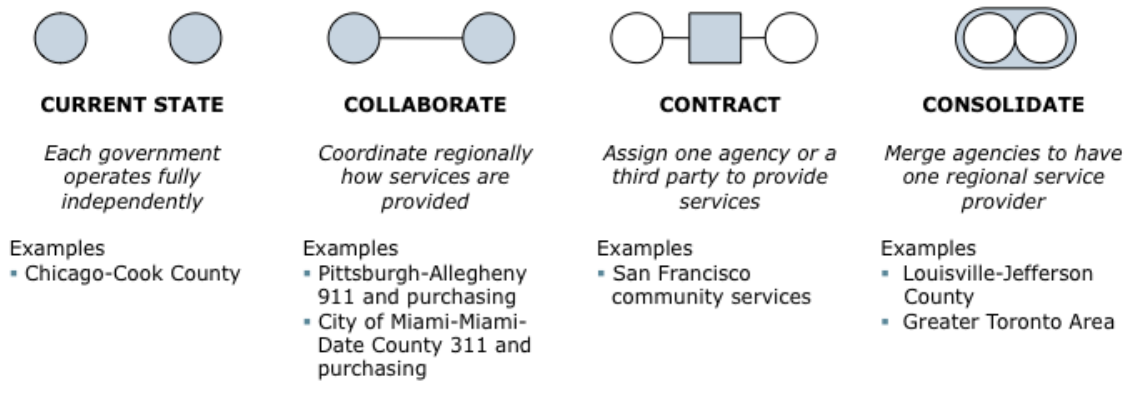 CURRENT STATE
Each government
operates fully
independently
Examples
▪ Chicago-Cook County
COLLABORATE
Coordinate regionally
how services are
provided
Examples
▪ Pittsburgh-Allegheny
911 and purchasing
▪ City of Miami-Miami-
Date County 311 and
purchasing
CONTRACT
Assign one agency or a
third party to provide
services
Examples
▪ San Francisco
community services
CONSOLIDATE
Merge agencies to have
one regional service
provider
Examples
▪ Louisville-Jefferson
County
▪ Greater Toronto Area